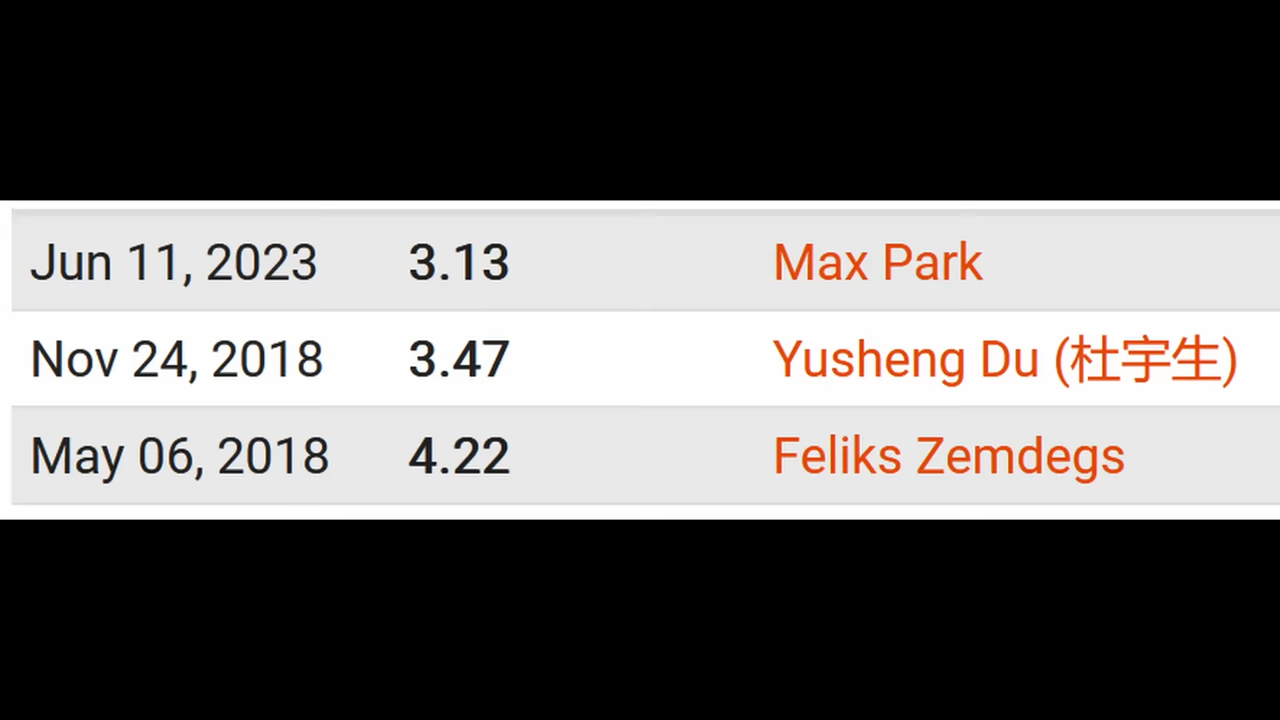 Jun 11, 2023 3.13 Max Park
Nov 24, 2018 3.47 Yusheng Du (杜宇生)
May 06, 2018 4.22 Feliks Zemdegs